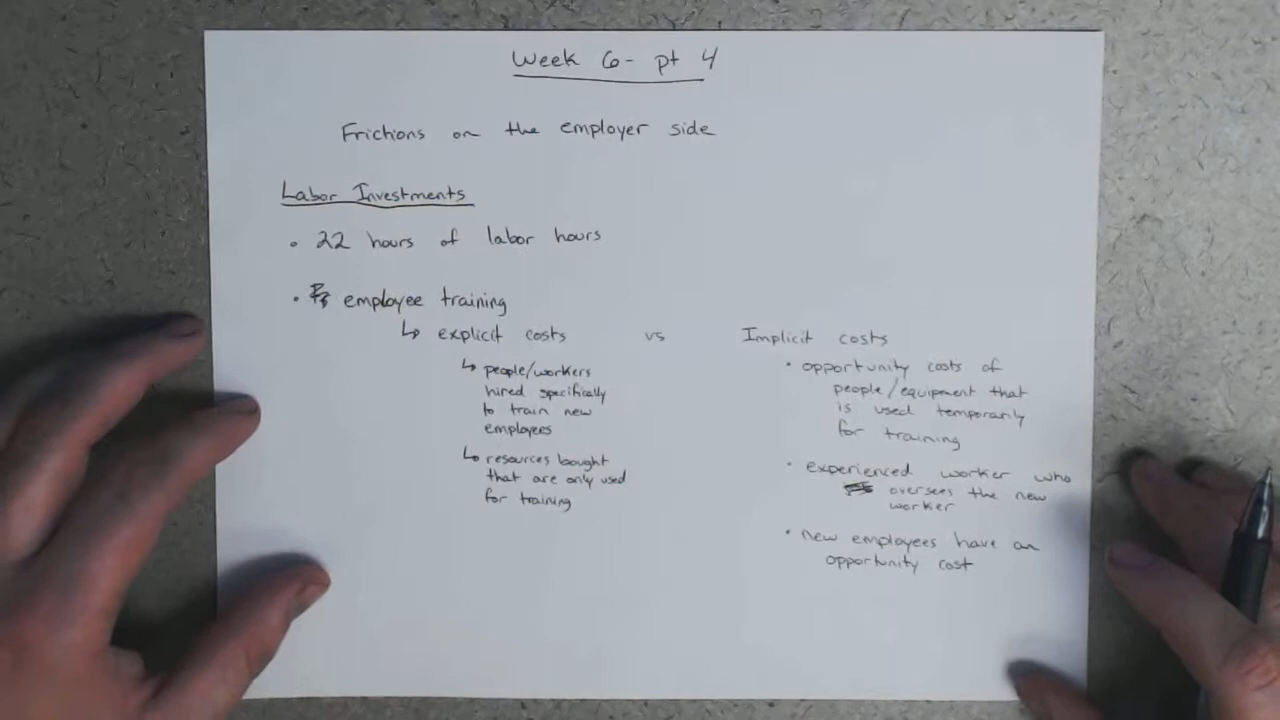 Week 6 - pt 4
Frictions on the employer side
Labor Investments
• 22 hours of labor hours
• employee training
↳ explicit costs vs Implicit costs
↳ people/workers
hired specifically
to train new
employees
↳ resources bought
that are only used
for training
• opportunity costs of
people/equipment that
is used temporarily
for training
• experienced worker who
oversees the new
worker
• new employees have an
opportunity cost